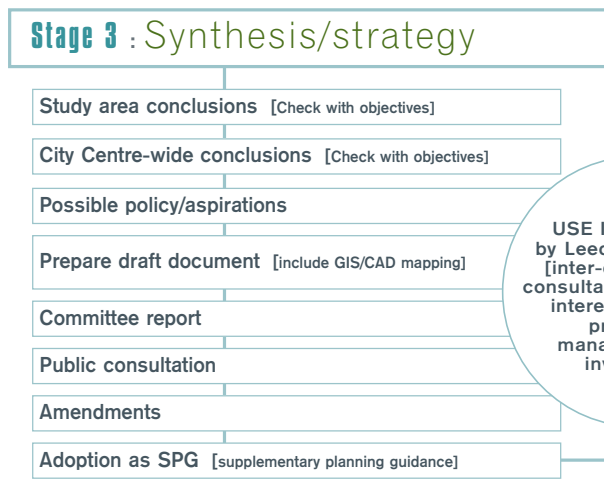 Stage 3 : Synthesis/strategy
Study area conclusions [Check with objectives]
City Centre-wide conclusions [Check with objectives]
Possible policy/aspirations
Prepare draft document [include GIS/CAD mapping]
Committee report
Public consultation
Amendments
Adoption as SPG [supplementary planning guidance]
USE
by